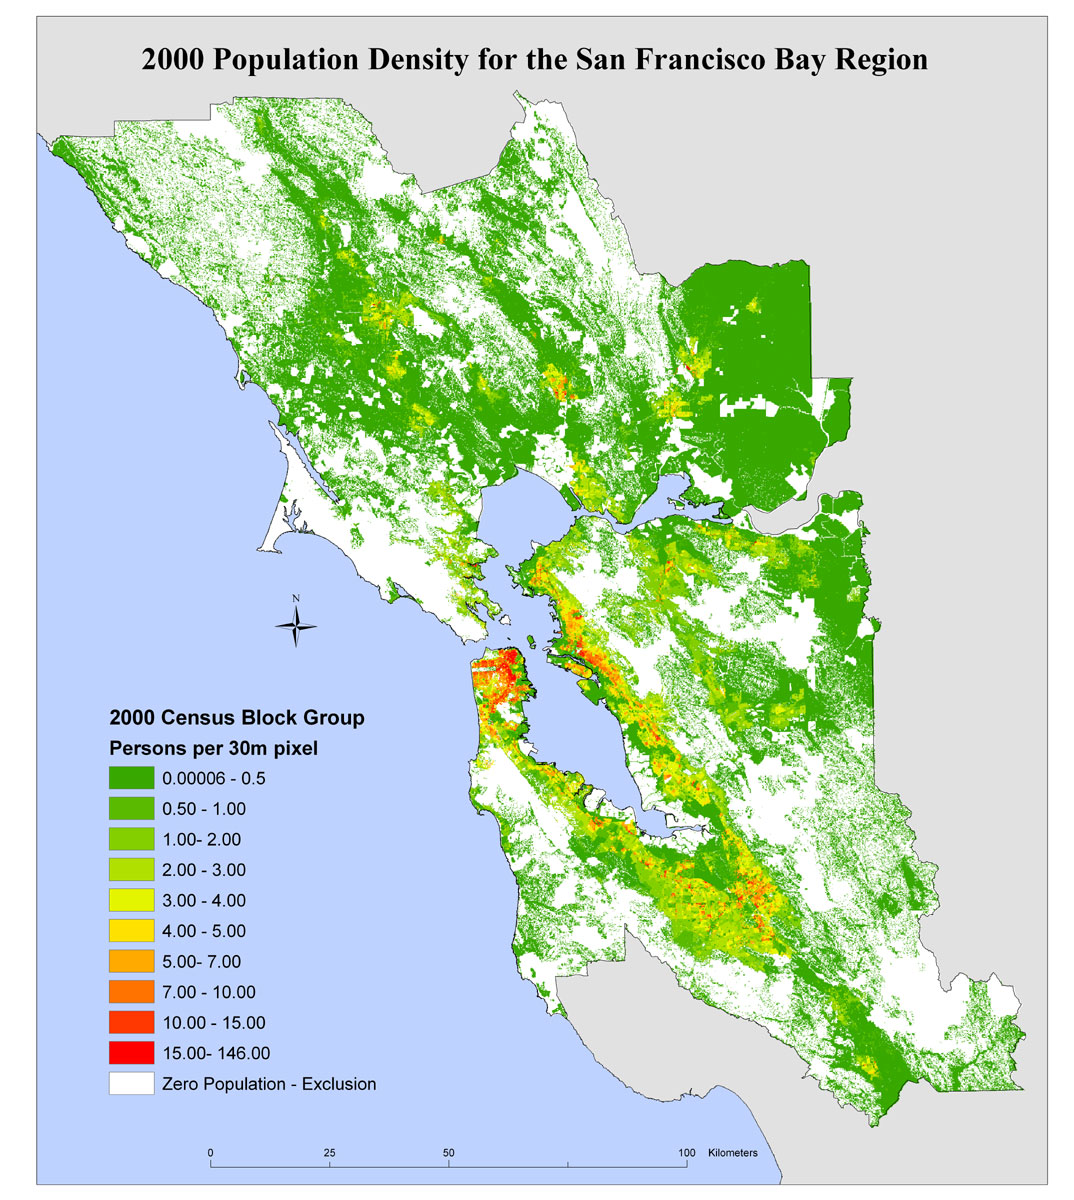 2000 Population Density for the San Francisco Bay Region
N
2000 Census Block Group
Persons per 30m pixel
0.00006 - 0.5
0.50 - 1.00
1.00- 2.00
2.00 - 3.00
3.00 - 4.00
4.00 - 5.00
5.00- 7.00
7.00 - 10.00
10.00 - 15.00
15.00- 146.00
Zero Population - Exclusion
0 25 50 100 Kilometers